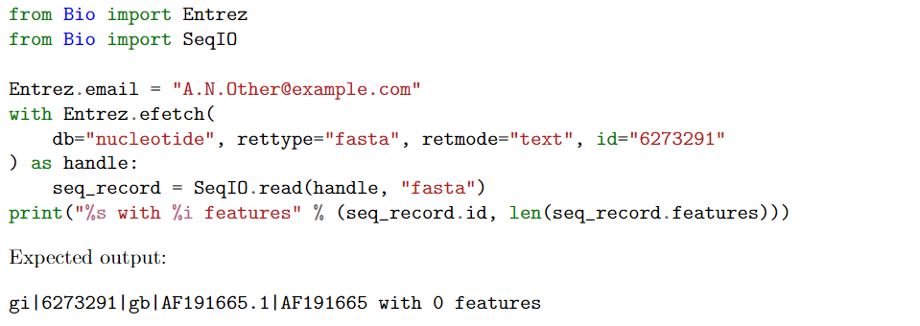 from Bio import Entrez
from Bio import SeqIO
Entrez.email = "A.N.Other@example.com"
with Entrez.efetch(
    db="nucleotide", rettype="fasta", retmode="text", id="6273291"
) as handle:
    seq_record = SeqIO.read(handle, "fasta")
print("%s with %i features" % (seq_record.id, len(seq_record.features)))
Expected output:
gi|6273291|gb|AF191665.1|AF191665 with 0 features